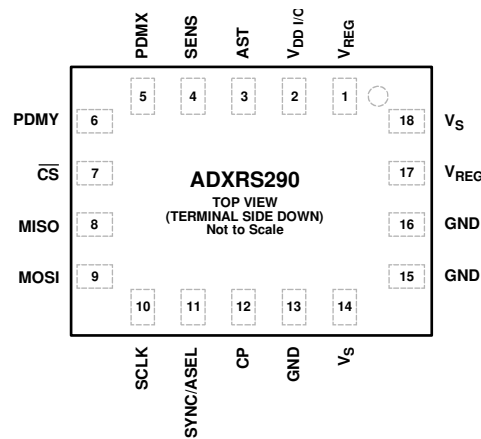 PDMX
SENS
AST
VDD I/O
VREG
5
4
3
2
1
PDMY
6
18
VS
CS
7
17
VREG
ADXRS290
TOP VIEW
(TERMINAL SIDE DOWN)
Not to Scale
MISO
8
16
GND
MOSI
9
15
GND
10
11
12
13
14
SCLK
SYNC/ASEL
CP
GND
VS